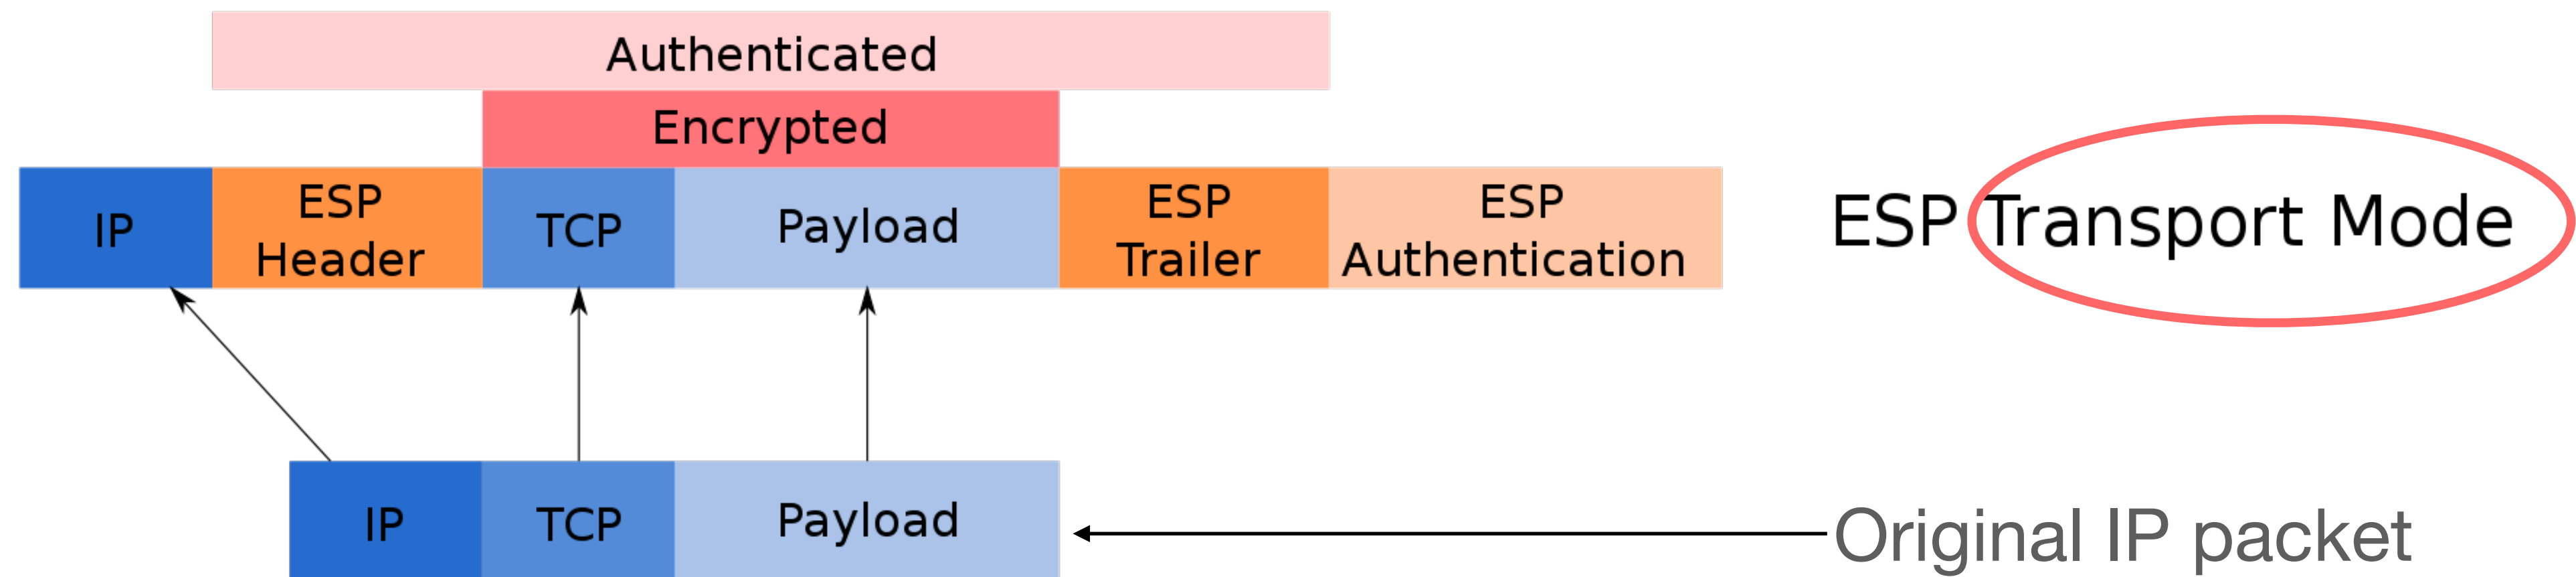 Authenticated
Encrypted
IP
ESP
Header
TCP
Payload
ESP
Trailer
ESP
Authentication
ESP Transport Mode
IP
TCP
Payload
Original IP packet